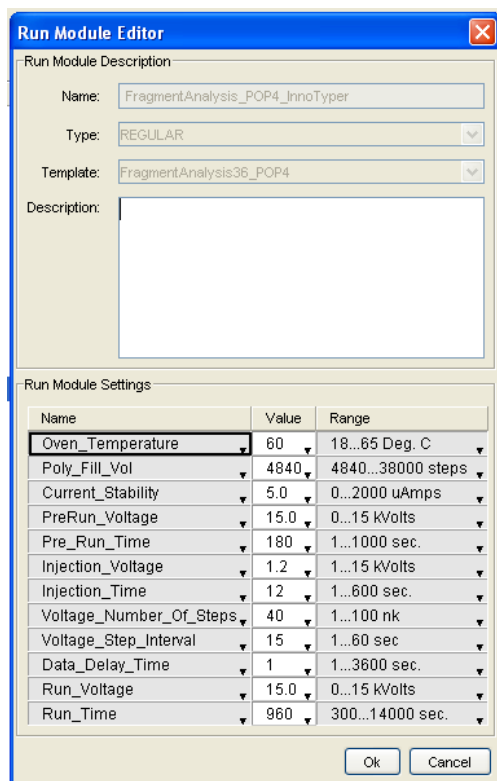 Run Module Editor
Run Module Description
Name: FragmentAnalysis_POP4_InnoTyper
Type: REGULAR
Template: FragmentAnalysis36_POP4
Description:
Run Module Settings
Name Value Range
Oven_Temperature 60 18...65 Deg. C
Poly_Fill_Vol 4840 4840...38000 steps
Current_Stability 5.0 0...2000 uAmps
PreRun_Voltage 15.0 0...15 kVolts
Pre_Run_Time 180 1...1000 sec.
Injection_Voltage 1.2 1...15 kVolts
Injection_Time 12 1...600 sec.
Voltage_Number_Of_Steps 40 1...100 nk
Voltage_Step_Interval 15 1...60 sec
Data_Delay_Time 1 1...3600 sec.
Run_Voltage 15.0 0...15 kVolts
Run_Time 960 300...14000 sec.
Ok Cancel